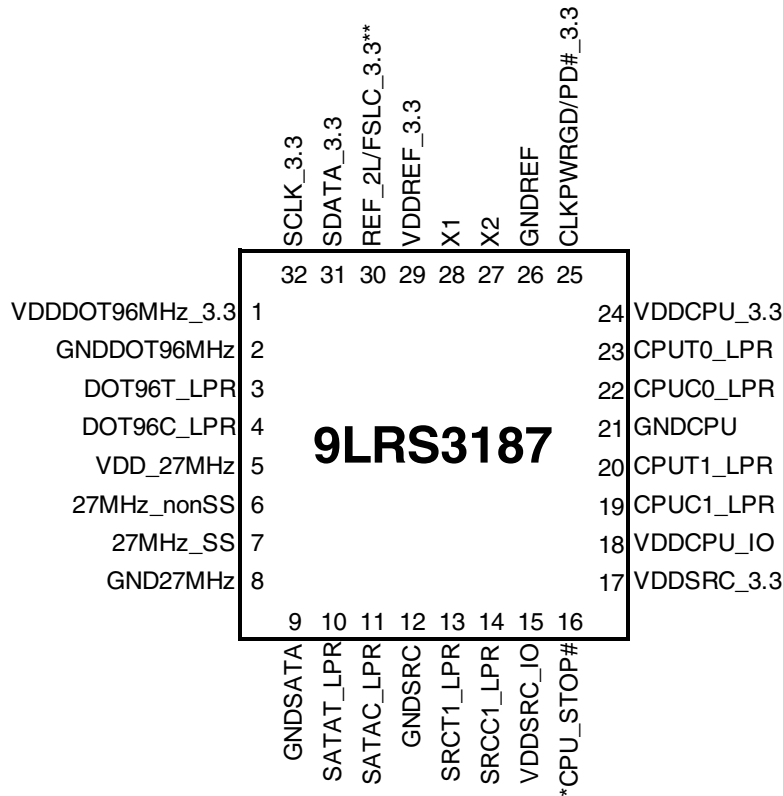 SCLK_3.3
SDATA_3.3
REF_2L/FSLC_3.3**
VDDREF_3.3
X1
X2
GNDREF
CLKPWRGD/PD#_3.3
32 31 30 29 28 27 26 25
VDDDOT96MHz_3.3 1
GNDDOT96MHz 2
DOT96T_LPR 3
DOT96C_LPR 4
VDD_27MHz 5
27MHz_nonSS 6
27MHz_SS 7
GND27MHz 8
9LRS3187
24 VDDCPU_3.3
23 CPUT0_LPR
22 CPUC0_LPR
21 GNDCPU
20 CPUT1_LPR
19 CPUC1_LPR
18 VDDCPU_IO
17 VDDSRC_3.3
9 10 11 12 13 14 15 16
GNDSATA
SATAT_LPR
SATAC_LPR
GNDSRC
SRCT1_LPR
SRCC1_LPR
VDDSRC_IO
*CPU_STOP#